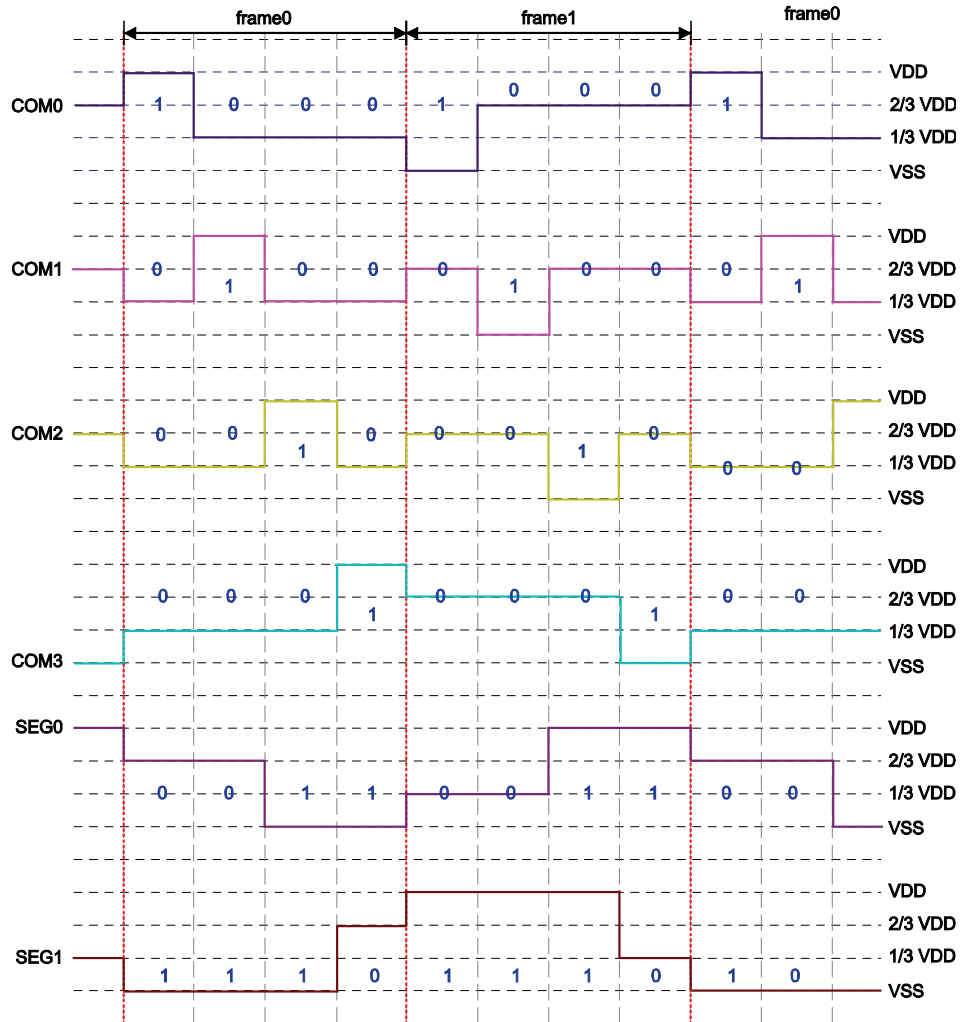 frame0 frame1 frame0
VDD
1 0 0 0 1 0 0 0 1
COM0 2/3 VDD
1/3 VDD
VSS
VDD
COM1 0 1 0 0 0 1 0 0 0 1 2/3 VDD
1/3 VDD
VSS
VDD
COM2 0 0 1 0 0 0 1 0 0 0 2/3 VDD
1/3 VDD
VSS
VDD
0 0 0 1 0 0 0 1 0 0 2/3 VDD
1/3 VDD
COM3 VSS
SEG0 VDD
2/3 VDD
0 0 1 1 0 0 1 1 0 0 1/3 VDD
VSS
VDD
2/3 VDD
SEG1 1/3 VDD
1 1 1 0 1 1 1 0 1 0 VSS